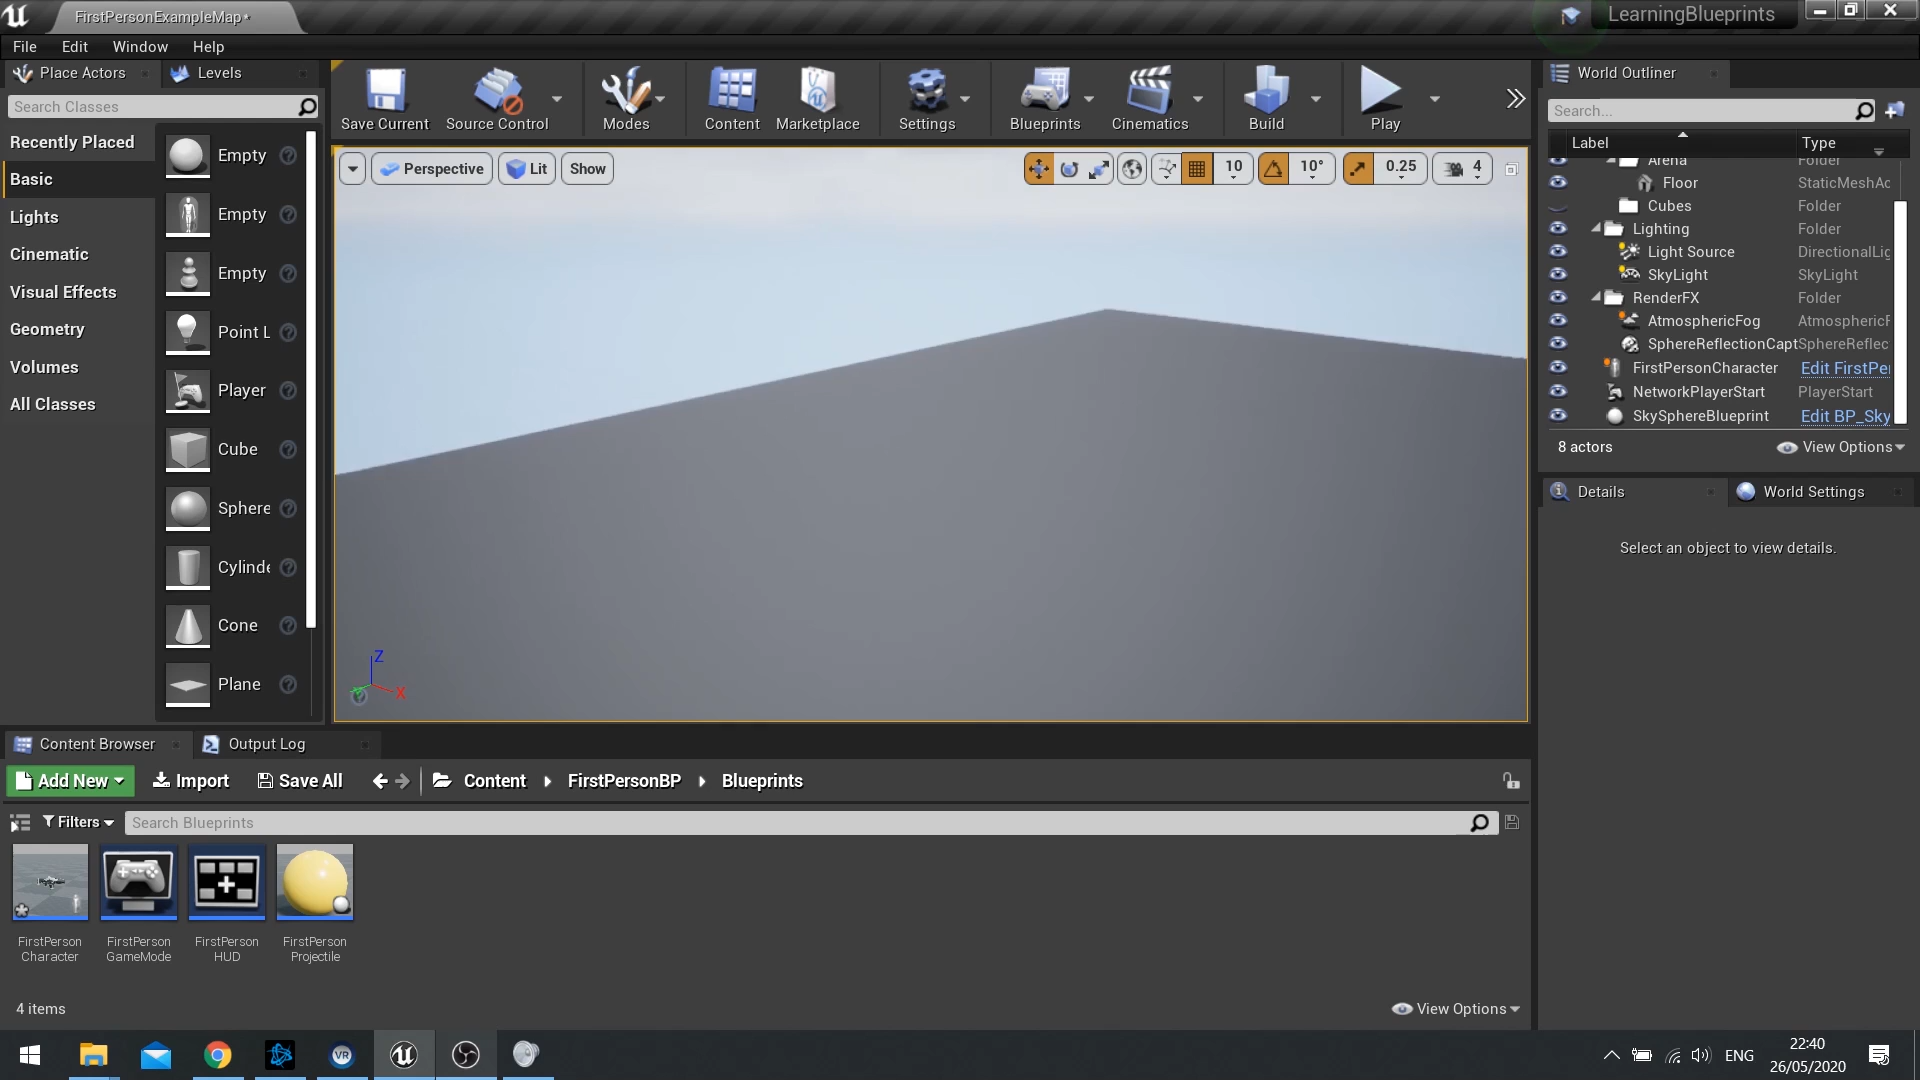 FirstPersonExampleMap*
LearningBlueprints
File Edit Window Help
Place Actors
Levels
Search Classes
Recently Placed
Basic
Lights
Cinematic
Visual Effects
Geometry
Volumes
All Classes
Empty
Empty
Empty
Point L
Player
Cube
Sphere
Cylinde
Cone
Plane
Save Current
Source Control
Modes
Content
Marketplace
Settings
Blueprints
Cinematics
Build
Play
Perspective
Lit
Show
10
10°
0.25
4
Z
X
World Outliner
Search...
Label Type
Arena Folder
Floor StaticMeshAc
Cubes Folder
Lighting Folder
Light Source DirectionalLig
SkyLight SkyLight
RenderFX Folder
AtmosphericFog AtmosphericF
SphereReflectionCapt SphereReflec
FirstPersonCharacter Edit FirstPer
NetworkPlayerStart PlayerStart
SkySphereBlueprint Edit BP_Sky
8 actors
View Options
Details
World Settings
Select an object to view details.
Content Browser
Output Log
Add New
Import
Save All
Content
FirstPersonBP
Blueprints
Filters
Search Blueprints
FirstPerson
Character
FirstPerson
GameMode
FirstPerson
HUD
FirstPerson
Projectile
4 items
View Options
VR
ENG
22:40
26/05/2020